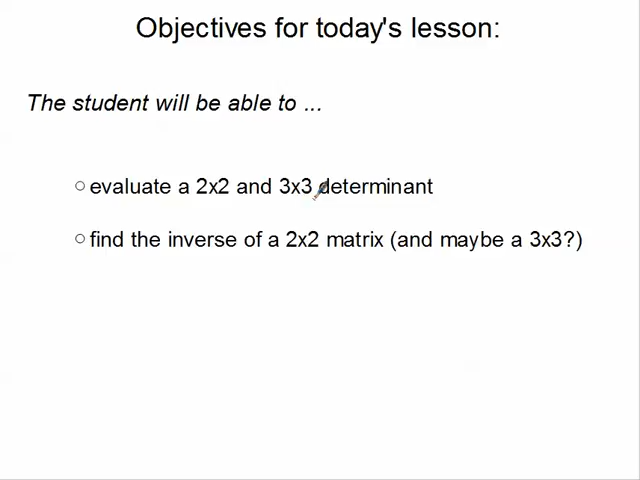 Objectives for today's lesson:
The student will be able to ...
evaluate a 2x2 and 3x3 determinant
find the inverse of a 2x2 matrix (and maybe a 3x3?)